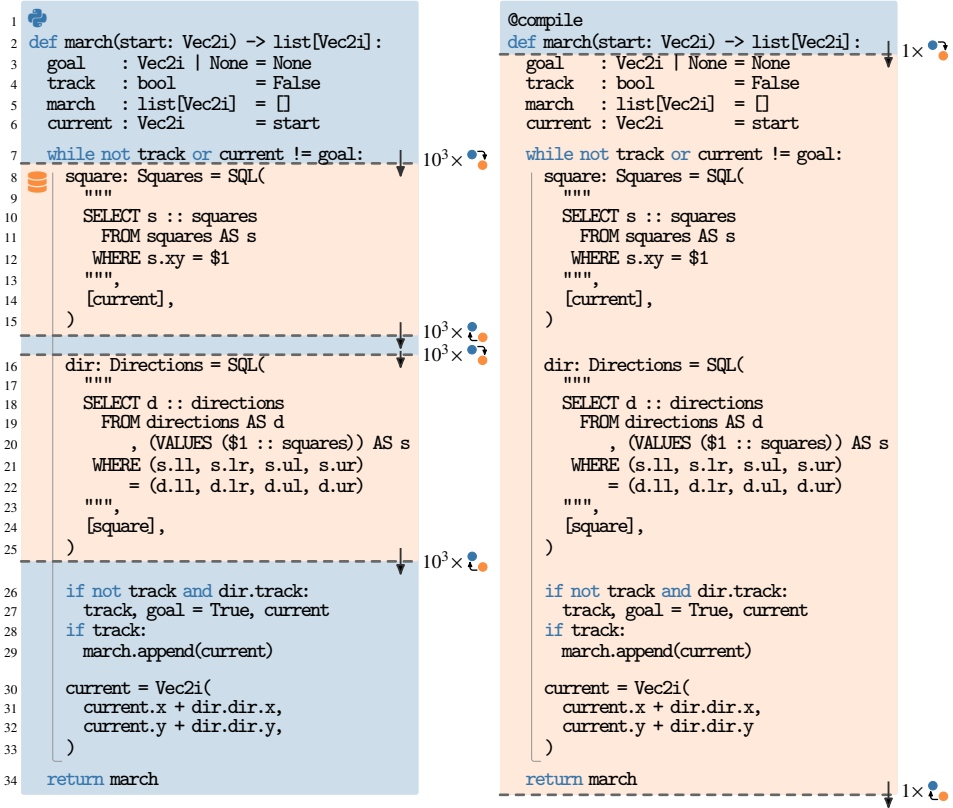 1
2 def march(start: Vec2i) -> list[Vec2i]:
3 goal : Vec2i | None = None
4 track : bool = False
5 march : list[Vec2i] = []
6 current : Vec2i = start
7 while not track or current != goal:
10³×
8 square: Squares = SQL(
9 """
10 SELECT s :: squares
11 FROM squares AS s
12 WHERE s.xy = $1
13 """,
14 [current],
15 )
10³×
10³×
16 dir: Directions = SQL(
17 """
18 SELECT d :: directions
19 FROM directions AS d
20 , (VALUES ($1 :: squares)) AS s
21 WHERE (s.ll, s.lr, s.ul, s.ur)
22 = (d.ll, d.lr, d.ul, d.ur)
23 """,
24 [square],
25 )
10³×
26 if not track and dir.track:
27 track, goal = True, current
28 if track:
29 march.append(current)
30 current = Vec2i(
31 current.x + dir.dir.x,
32 current.y + dir.dir.y,
33 )
34 return march
@compile
def march(start: Vec2i) -> list[Vec2i]:
1×
goal : Vec2i | None = None
track : bool = False
march : list[Vec2i] = []
current : Vec2i = start
while not track or current != goal:
square: Squares = SQL(
"""
SELECT s :: squares
FROM squares AS s
WHERE s.xy = $1
""",
[current],
)
dir: Directions = SQL(
"""
SELECT d :: directions
FROM directions AS d
, (VALUES ($1 :: squares)) AS s
WHERE (s.ll, s.lr, s.ul, s.ur)
= (d.ll, d.lr, d.ul, d.ur)
""",
[square],
)
if not track and dir.track:
track, goal = True, current
if track:
march.append(current)
current = Vec2i(
current.x + dir.dir.x,
current.y + dir.dir.y
)
return march
1×